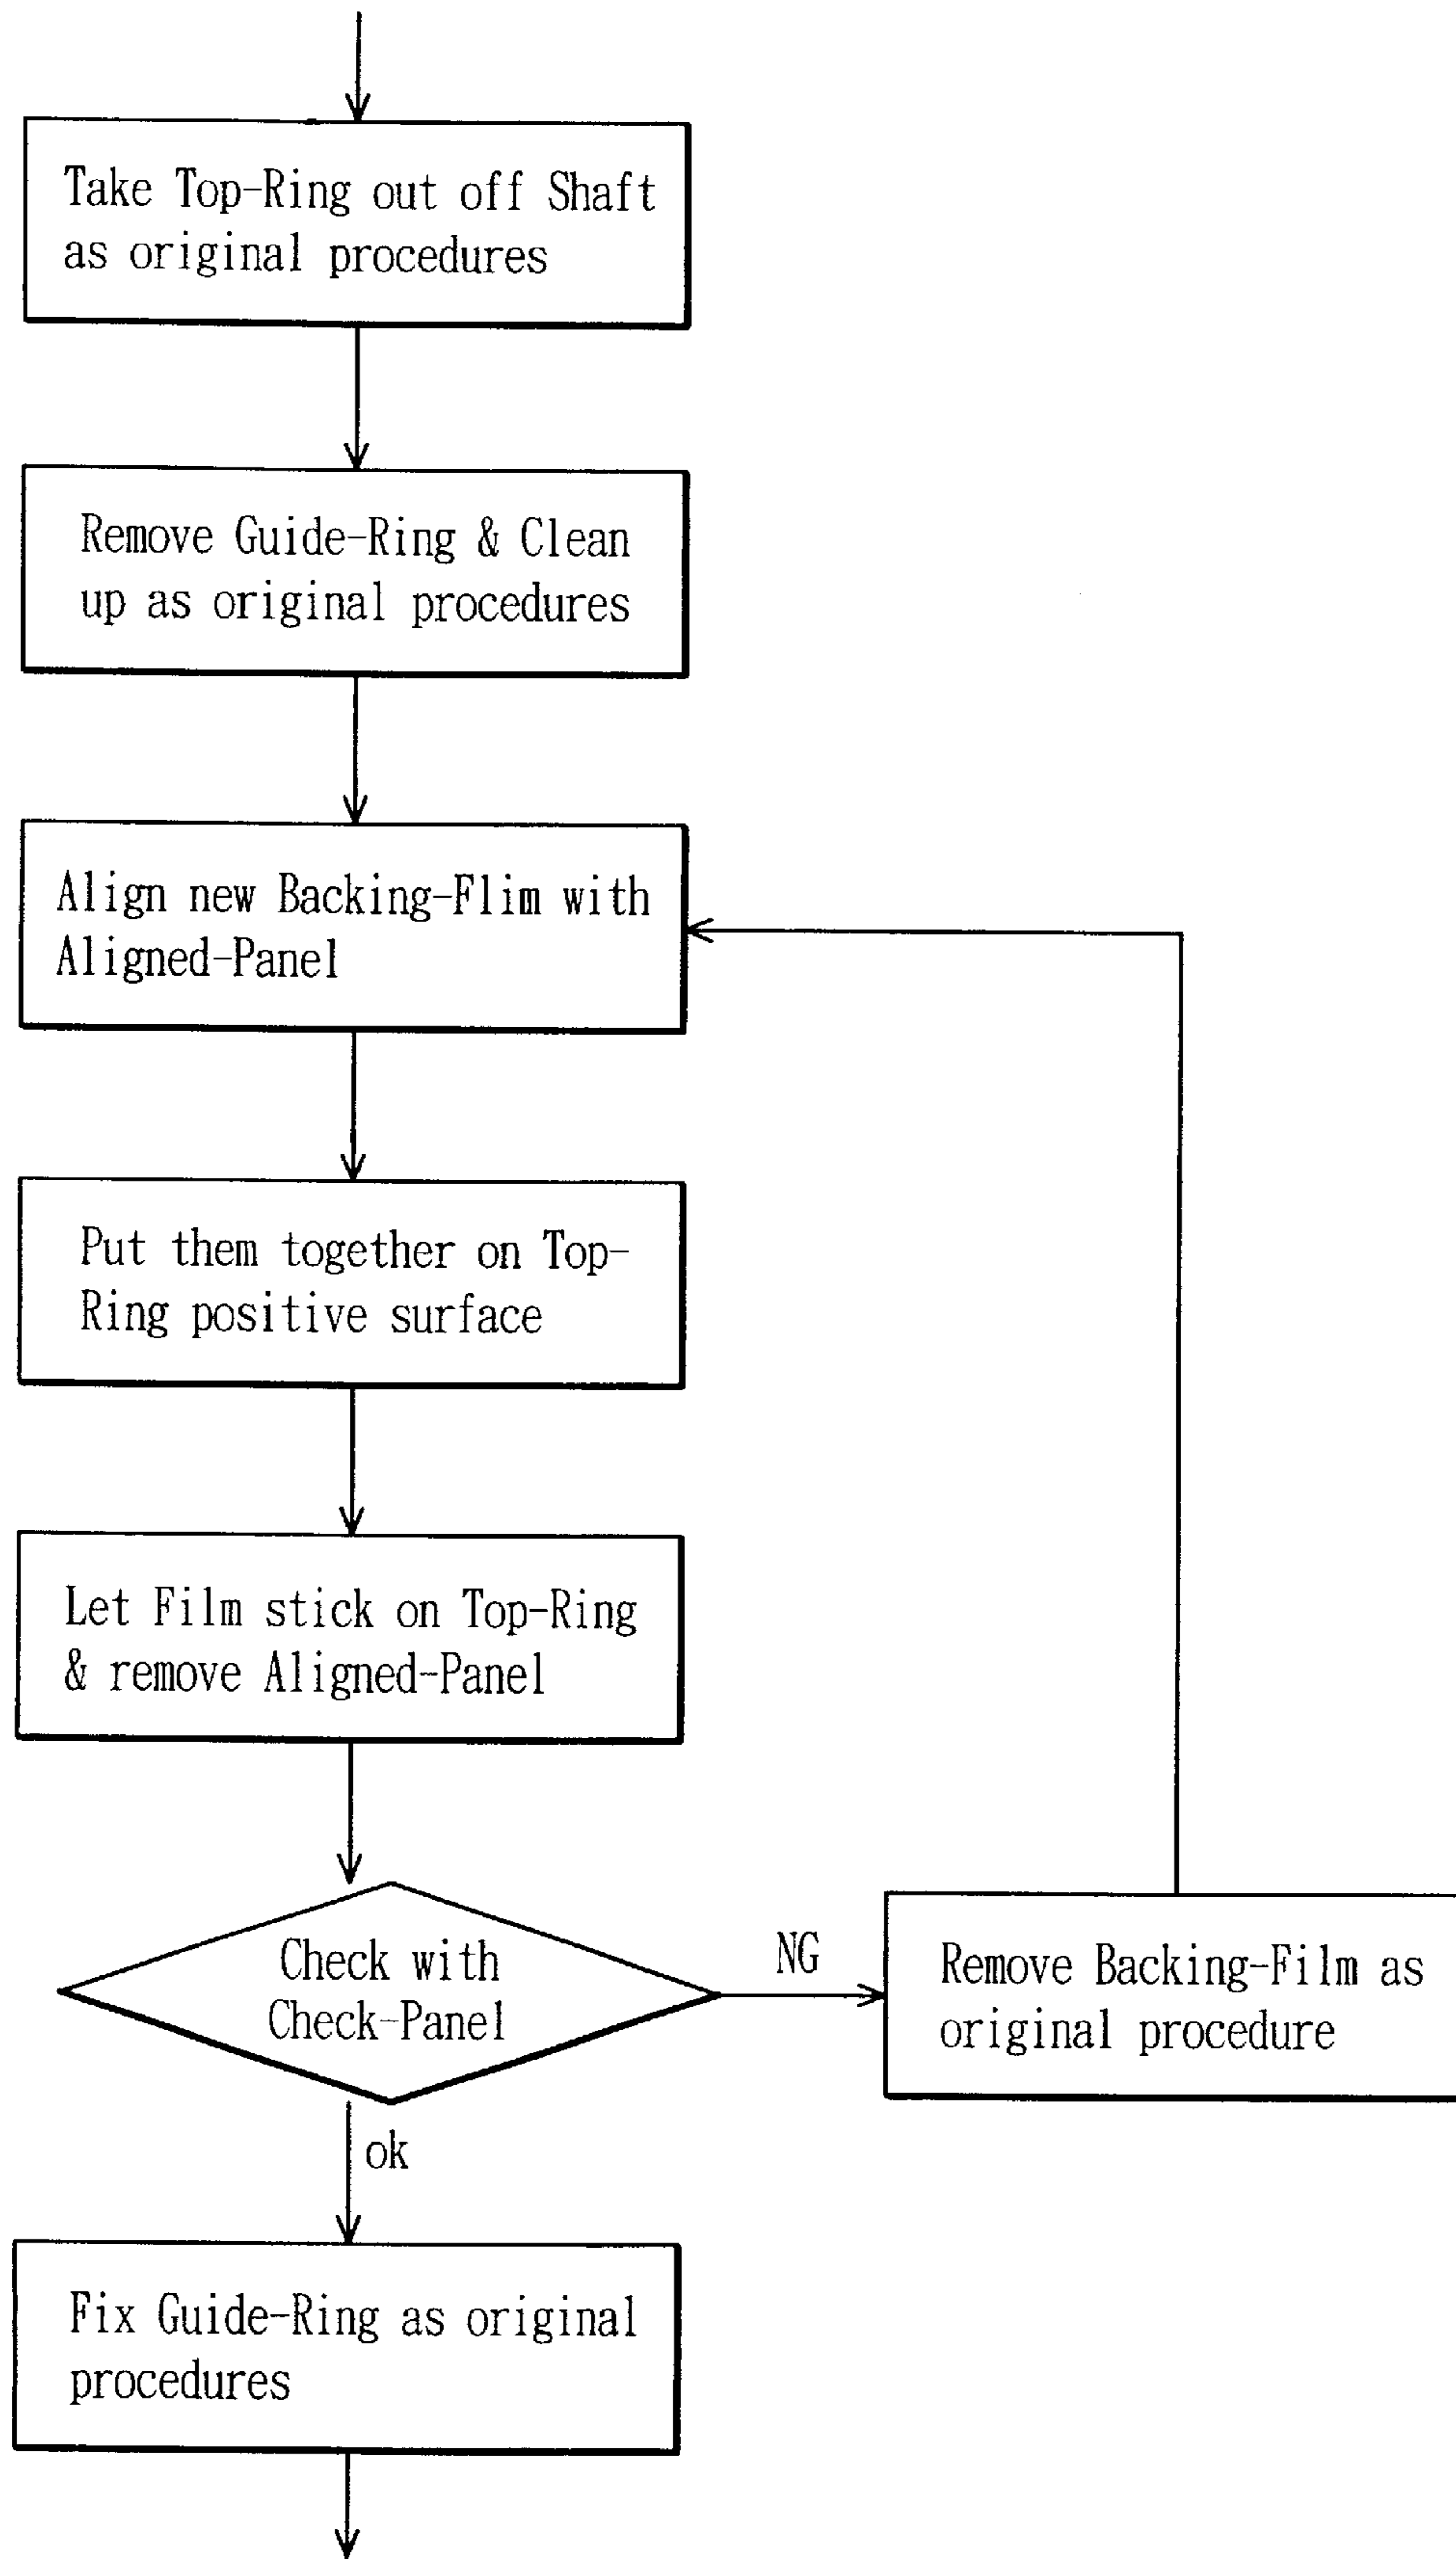 Take Top-Ring out off Shaft
as original procedures
Remove Guide-Ring & Clean
up as original procedures
Align new Backing-Flim with
Aligned-Panel
Put them together on Top-
Ring positive surface
Let Film stick on Top-Ring
& remove Aligned-Panel
Check with
Check-Panel
NG
Remove Backing-Film as
original procedure
ok
Fix Guide-Ring as original
procedures